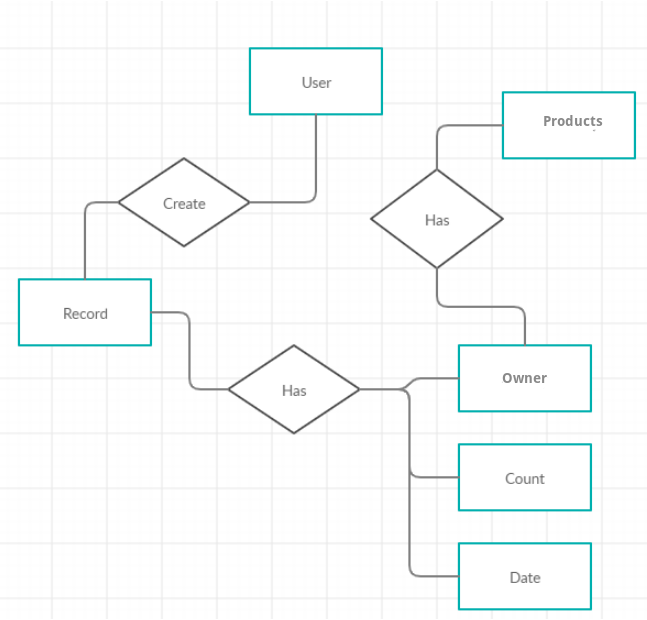 User
Products
Create
Has
Record
Has
Owner
Count
Date